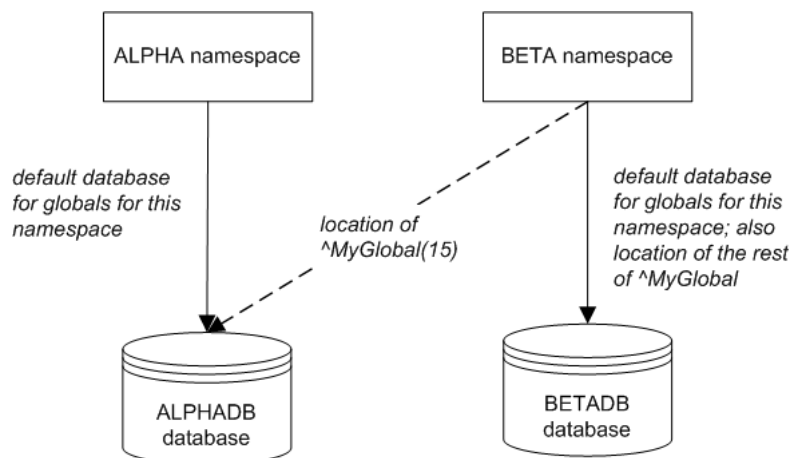 ALPHA namespace
BETA namespace
default database
for globals for this
namespace
location of
^MyGlobal(15)
default database
for globals for this
namespace; also
location of the rest
of ^MyGlobal
ALPHADB
database
BETADB
database